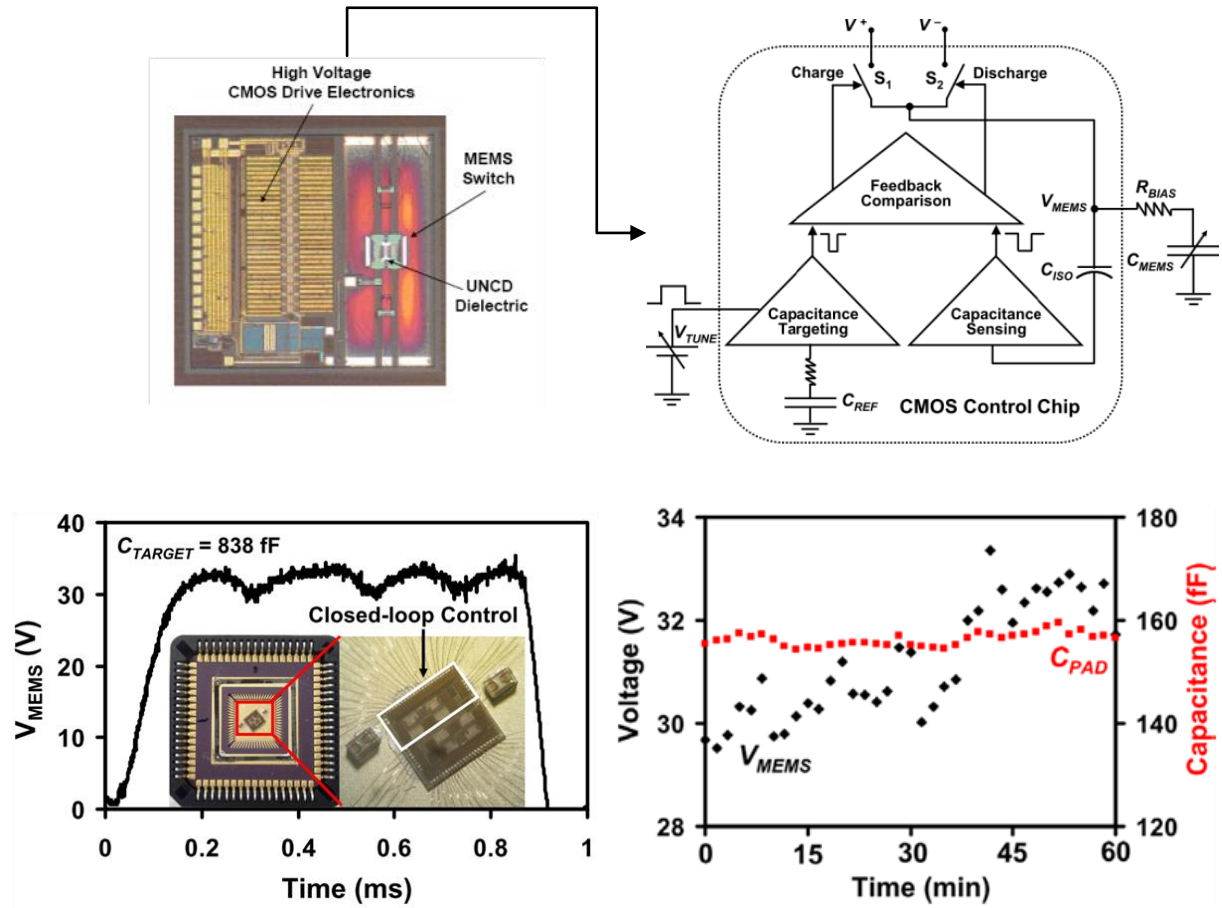 High Voltage
CMOS Drive Electronics
MEMS
Switch
UNCD
Dielectric
V+
V−
Charge
S1
S2
Discharge
Feedback
Comparison
VMEMS
RBIAS
CISO
CMEMS
Capacitance
Targeting
Capacitance
Sensing
VTUNE
CREF
CMOS Control Chip
40
30
20
10
0
VMEMS (V)
CTARGET = 838 fF
Closed-loop Control
0
0.2
0.4
0.6
0.8
1
Time (ms)
34
32
30
28
Voltage (V)
VMEMS
CPAD
180
160
140
120
Capacitance (fF)
0
15
30
45
60
Time (min)